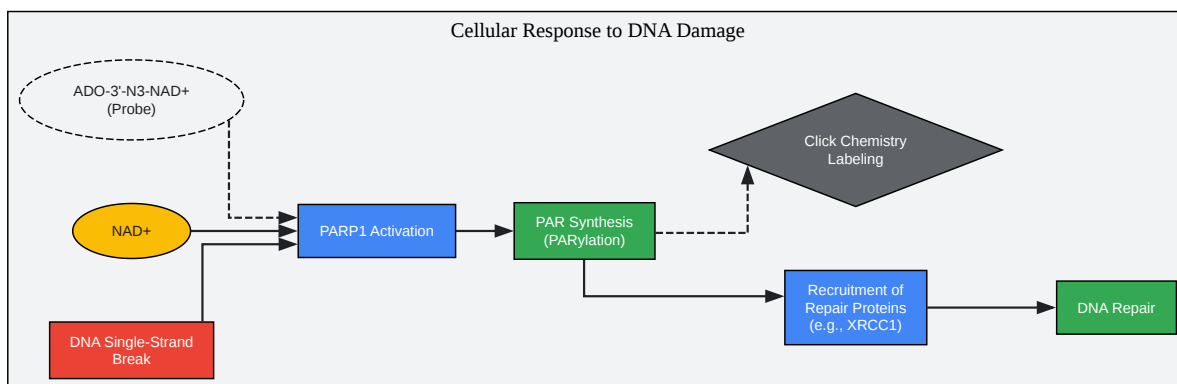 Cellular Response to DNA Damage
ADO-3'-N3-NAD+
(Probe)
Click Chemistry
Labeling
NAD+
PARP1 Activation
PAR Synthesis
(PARylation)
DNA Single-Strand
Break
Recruitment of
Repair Proteins
(e.g., XRCC1)
DNA Repair